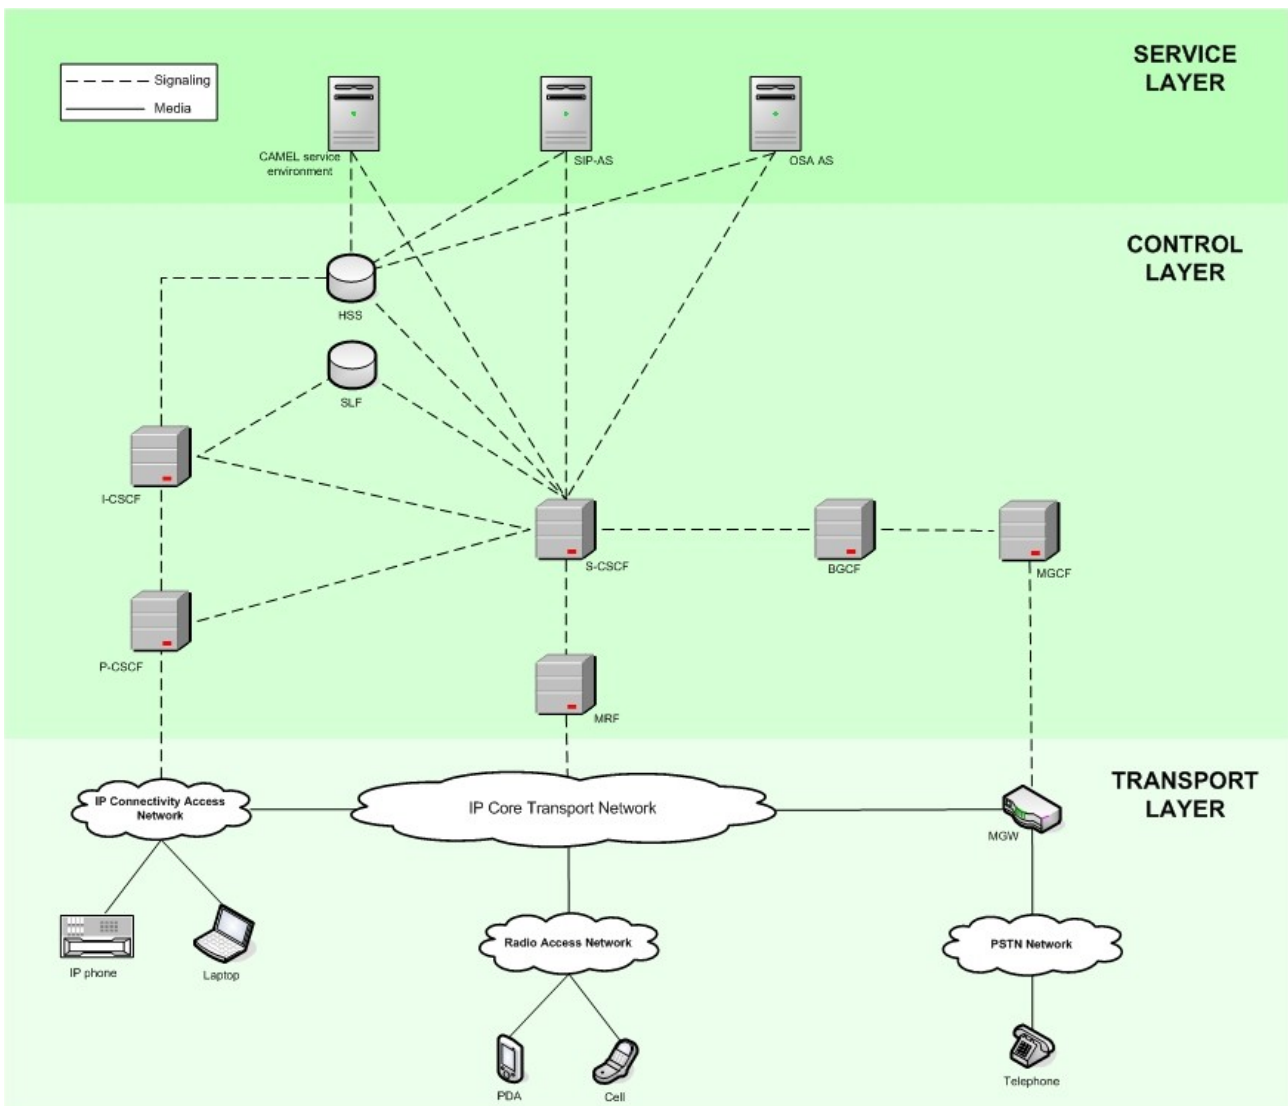 SERVICE
LAYER
Signaling
Media
CAMEL service
environment
SIP-AS
OSA AS
CONTROL
LAYER
HSS
SLF
I-CSCF
S-CSCF
BGCF
MGCF
P-CSCF
MRF
TRANSPORT
LAYER
IP Connectivity Access
Network
IP Core Transport Network
MGW
IP phone
Laptop
Radio Access Network
PSTN Network
PDA
Cell
Telephone